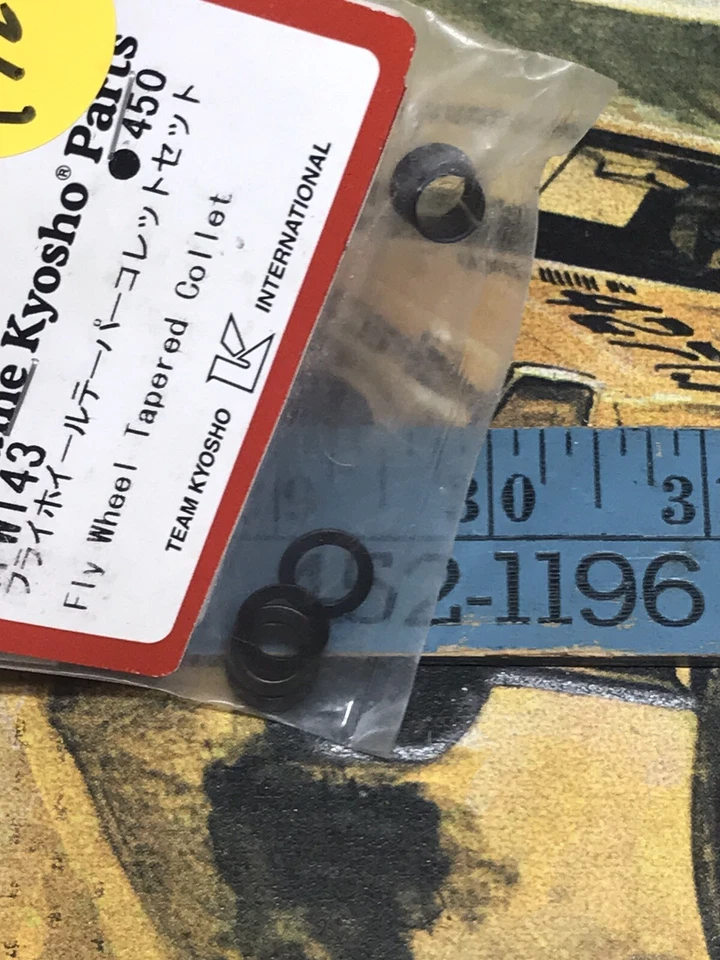 Kyosho® Parts
W143 ●450
フライホイールテーパーコレットセット
Fly Wheel Tapered Collet
TEAM KYOSHO K INTERNATIONAL
30 3
2-1196